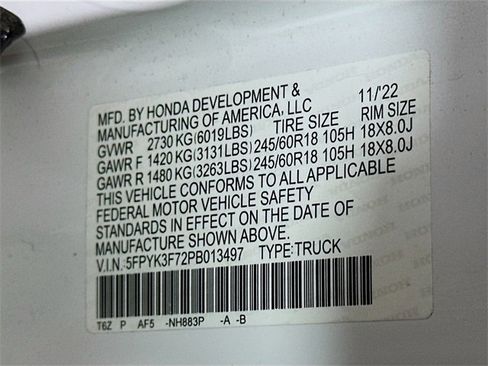 MFD. BY HONDA DEVELOPMENT & 11/'22
MANUFACTURING OF AMERICA, LLC
GVWR 2730 KG(6019LBS) TIRE SIZE RIM SIZE
GAWR F 1420 KG(3131LBS) 245/60R18 105H 18X8.0J
GAWR R 1480 KG(3263LBS) 245/60R18 105H 18X8.0J
THIS VEHICLE CONFORMS TO ALL APPLICABLE
FEDERAL MOTOR VEHICLE SAFETY
STANDARDS IN EFFECT ON THE DATE OF
MANUFACTURE SHOWN ABOVE.
V.I.N.: 5FPYK3F72PB013497 TYPE: TRUCK
T6Z P AF5 -NH883P -A -B